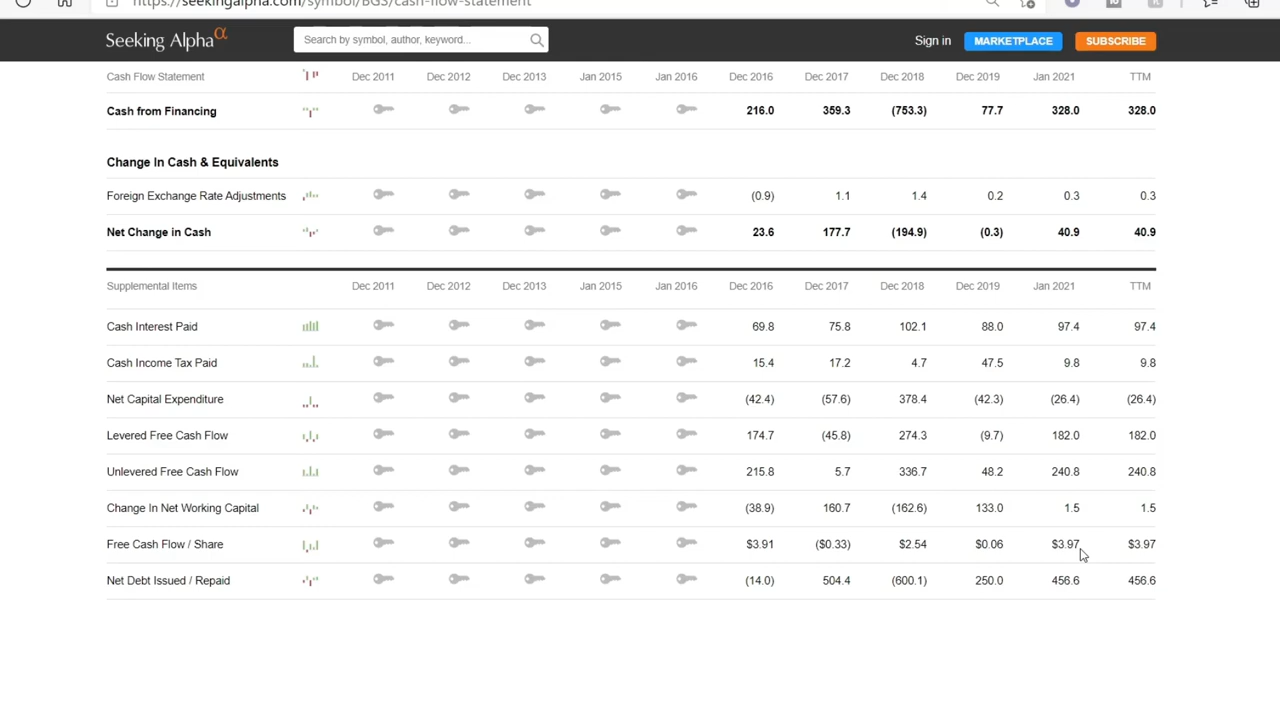 https://seekingalpha.com/symbol/BGS/cash-flow-statement
Seeking Alpha α Search by symbol, author, keyword... Sign in MARKETPLACE SUBSCRIBE
Cash Flow Statement Dec 2011 Dec 2012 Dec 2013 Jan 2015 Jan 2016 Dec 2016 Dec 2017 Dec 2018 Dec 2019 Jan 2021 TTM
Cash from Financing 216.0 359.3 (753.3) 77.7 328.0 328.0
Change In Cash & Equivalents
Foreign Exchange Rate Adjustments (0.9) 1.1 1.4 0.2 0.3 0.3
Net Change in Cash 23.6 177.7 (194.9) (0.3) 40.9 40.9
Supplemental Items Dec 2011 Dec 2012 Dec 2013 Jan 2015 Jan 2016 Dec 2016 Dec 2017 Dec 2018 Dec 2019 Jan 2021 TTM
Cash Interest Paid 69.8 75.8 102.1 88.0 97.4 97.4
Cash Income Tax Paid 15.4 17.2 4.7 47.5 9.8 9.8
Net Capital Expenditure (42.4) (57.6) 378.4 (42.3) (26.4) (26.4)
Levered Free Cash Flow 174.7 (45.8) 274.3 (9.7) 182.0 182.0
Unlevered Free Cash Flow 215.8 5.7 336.7 48.2 240.8 240.8
Change In Net Working Capital (38.9) 160.7 (162.6) 133.0 1.5 1.5
Free Cash Flow / Share $3.91 ($0.33) $2.54 $0.06 $3.97 $3.97
Net Debt Issued / Repaid (14.0) 504.4 (600.1) 250.0 456.6 456.6